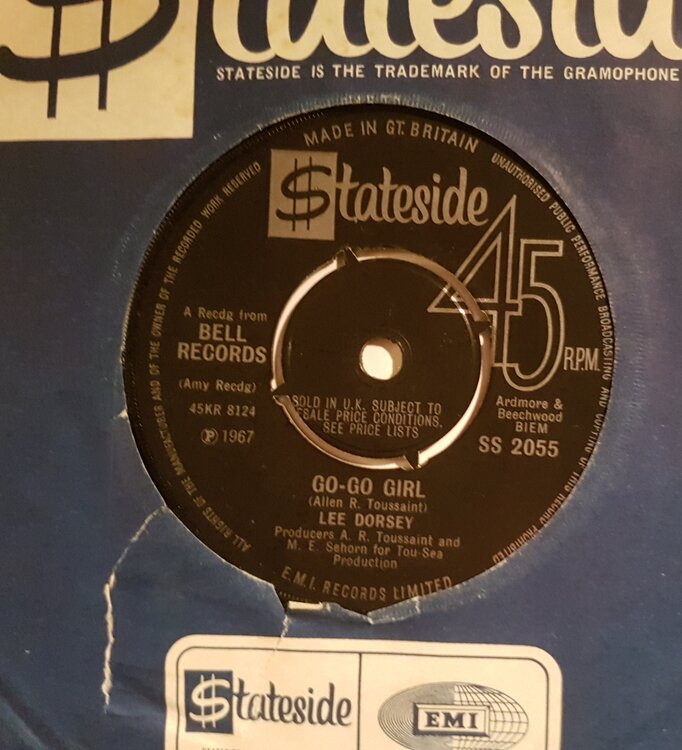 $tateside
STATESIDE IS THE TRADEMARK OF THE GRAMOPHONE
MADE IN GT. BRITAIN
UNAUTHORISED PUBLIC PERFORMANCE BROADCASTING AND COPYING OF THIS RECORD PROHIBITED
ALL RIGHTS OF THE MANUFACTURER AND OF THE OWNER OF THE RECORDED WORK RESERVED
$tateside
45
R.P.M.
A Recdg from
BELL
RECORDS
(Amy Recdg)
45KR 8124
Ⓟ 1967
SOLD IN U.K. SUBJECT TO
RESALE PRICE CONDITIONS,
SEE PRICE LISTS
Ardmore &
Beechwood
BIEM
SS 2055
GO-GO GIRL
(Allen R. Toussaint)
LEE DORSEY
Producers A. R. Toussaint and
M. E. Sehorn for Tou-Sea
Production
E.M.I. RECORDS LIMITED
$tateside
EMI